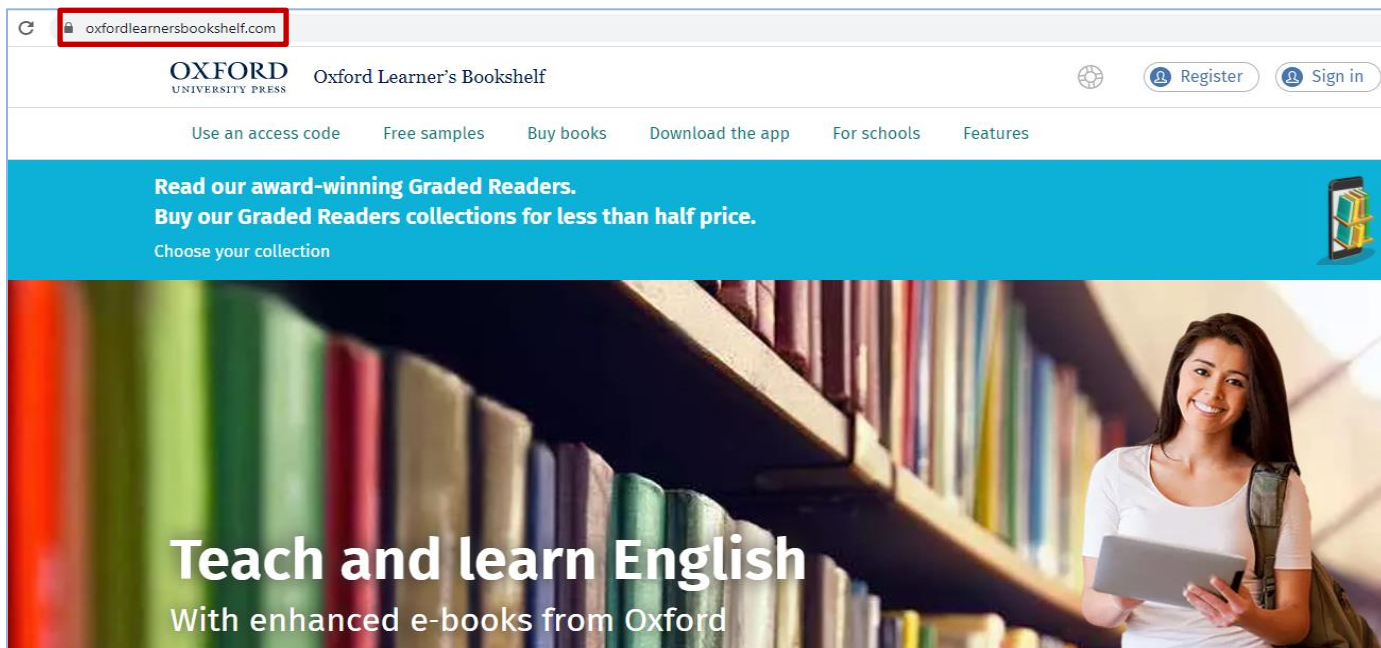 oxfordlearnersbookshelf.com
OXFORD
UNIVERSITY PRESS
Oxford Learner's Bookshelf
Register
Sign in
Use an access code Free samples Buy books Download the app For schools Features
Read our award-winning Graded Readers.
Buy our Graded Readers collections for less than half price.
Choose your collection
Teach and learn English
With enhanced e-books from Oxford